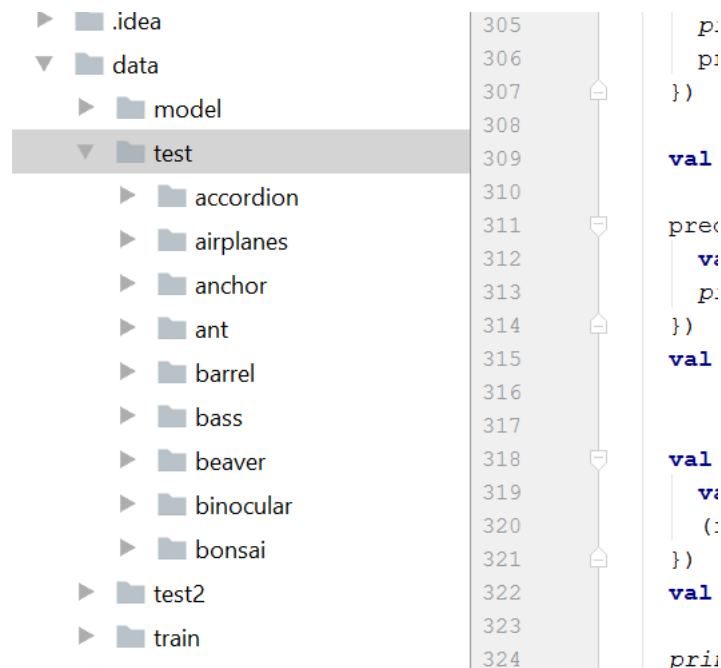 .idea
data
model
test
accordion
airplanes
anchor
ant
barrel
bass
beaver
binocular
bonsai
test2
train
305
306
307 })
308
309 val
310
311
312
313
314 })
315 val
316
317
318 val
319
320
321 })
322 val
323
324